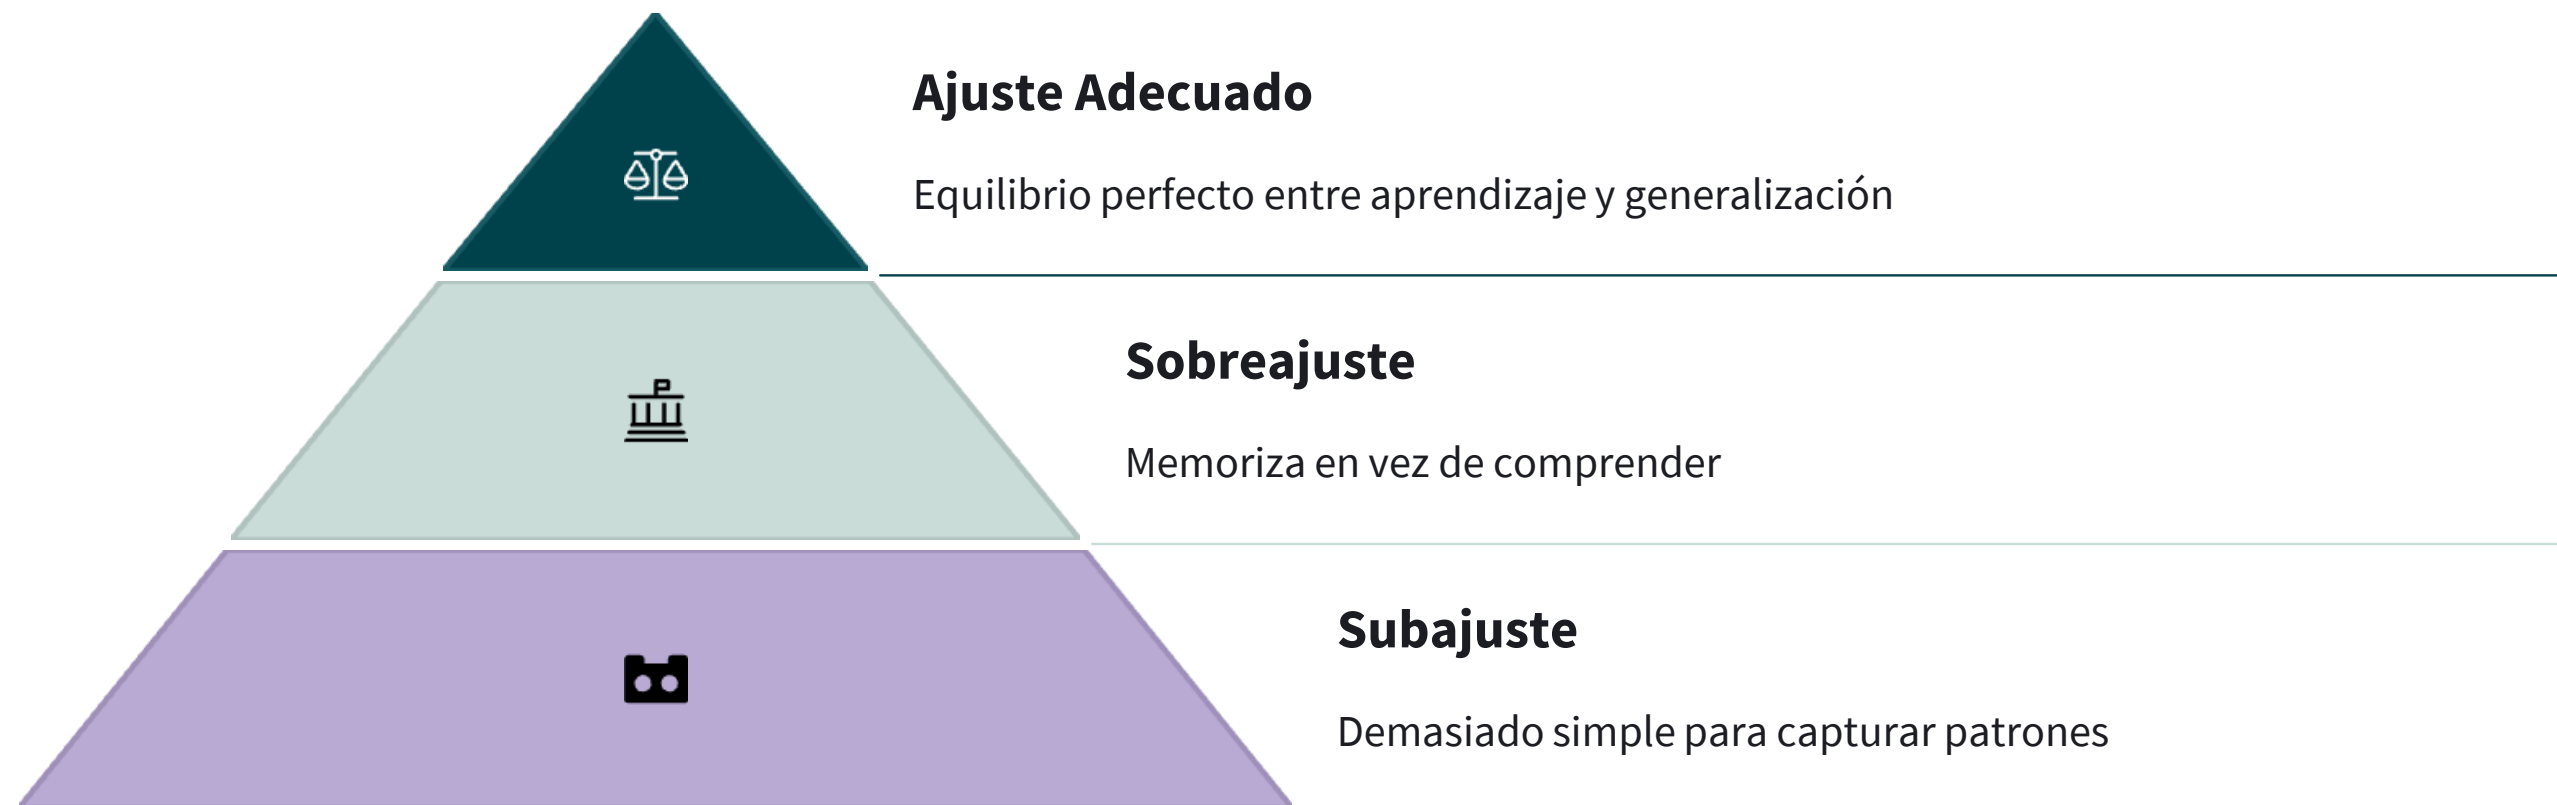 Ajuste Adecuado
Equilibrio perfecto entre aprendizaje y generalización
Sobreajuste
Memoriza en vez de comprender
Subajuste
Demasiado simple para capturar patrones